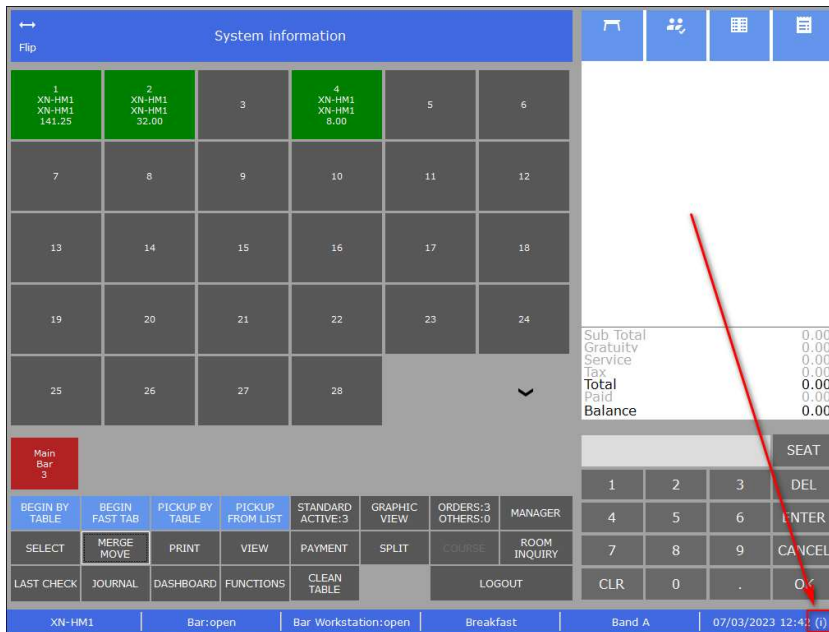 System information
Flip
1
XN-HM1
XN-HM1
141.25
2
XN-HM1
XN-HM1
32.00
3
4
XN-HM1
XN-HM1
8.00
5
6
7
8
9
10
11
12
13
14
15
16
17
18
19
20
21
22
23
24
25
26
27
28
Sub Total 0.00
Gratuity 0.00
Service 0.00
Tax 0.00
Total 0.00
Paid 0.00
Balance 0.00
Main
Bar
3
SEAT
1 2 3 DEL
4 5 6 ENTER
7 8 9 CANCEL
CLR 0 . OK
BEGIN BY
TABLE
BEGIN
FAST TAB
PICKUP BY
TABLE
PICKUP
FROM LIST
STANDARD
ACTIVE:3
GRAPHIC
VIEW
ORDERS:3
OTHERS:0
MANAGER
SELECT
MERGE
MOVE
PRINT
VIEW
PAYMENT
SPLIT
COURSE
ROOM
INQUIRY
LAST CHECK
JOURNAL
DASHBOARD
FUNCTIONS
CLEAN
TABLE
LOGOUT
XN-HM1 Bar:open Bar Workstation:open Breakfast Band A 07/03/2023 12:42 (i)